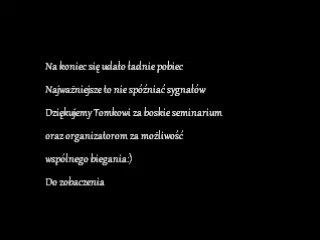 Na koniec się udało ładnie pobiec
Najważniejsze to nie spóźniać sygnałów
Dziękujemy Tomkowi za boskie seminarium
oraz organizatorom za możliwość
wspólnego biegania:)
Do zobaczenia